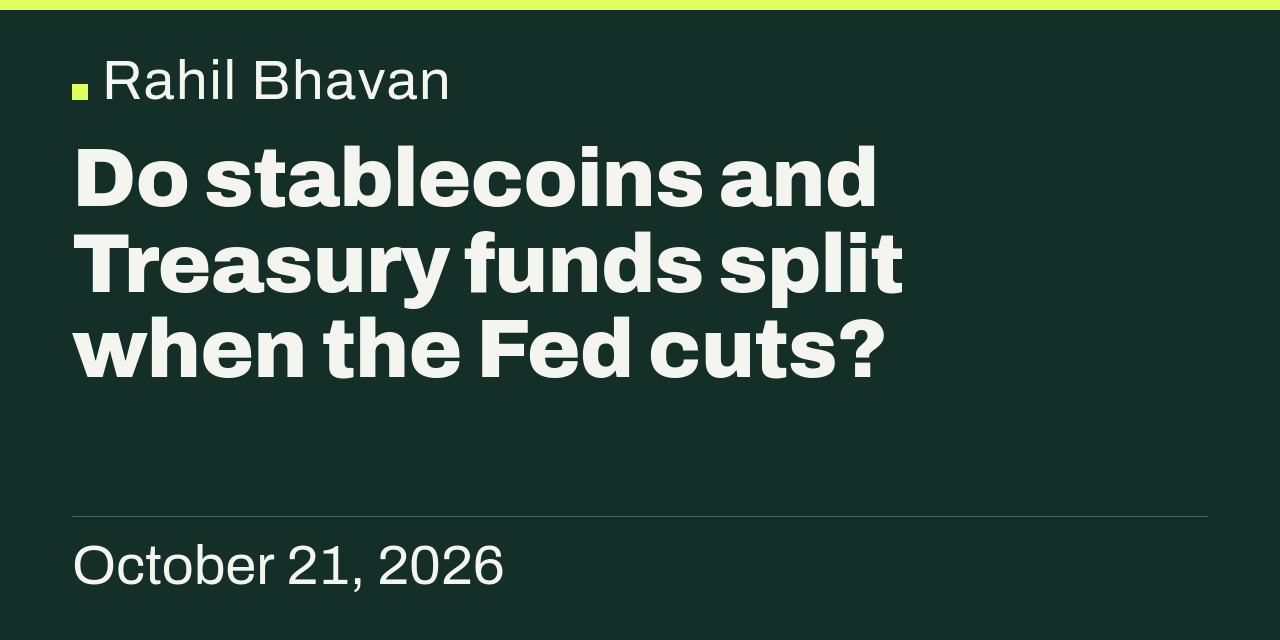 Rahil Bhavan
Do stablecoins and
Treasury funds split
when the Fed cuts?
October 21, 2026